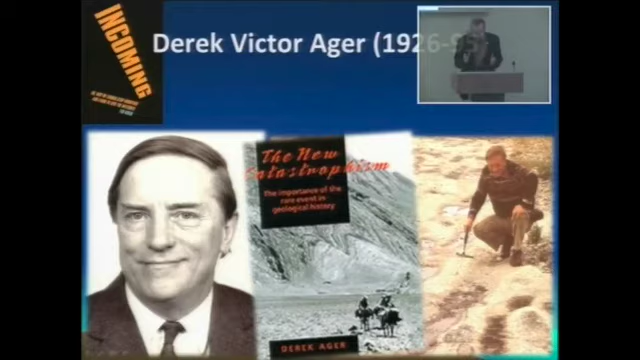 INCOMING
Derek Victor Ager (1926-95)
The New
Catastrophism
The importance of the
rare event in
geological history
DEREK AGER